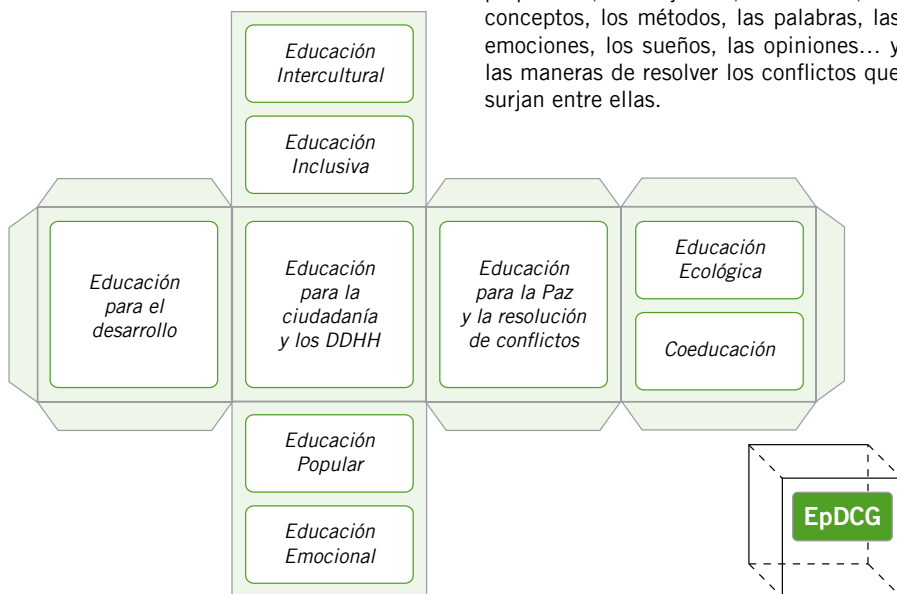 conceptos, los métodos, las palabras, las
emociones, los sueños, las opiniones… y
las maneras de resolver los conflictos que
surjan entre ellas.
Educación
Intercultural
Educación
Inclusiva
Educación
para el
desarrollo
Educación
para la
ciudadanía
y los DDHH
Educación
para la Paz
y la resolución
de conflictos
Educación
Ecológica
Coeducación
Educación
Popular
Educación
Emocional
EpDCG